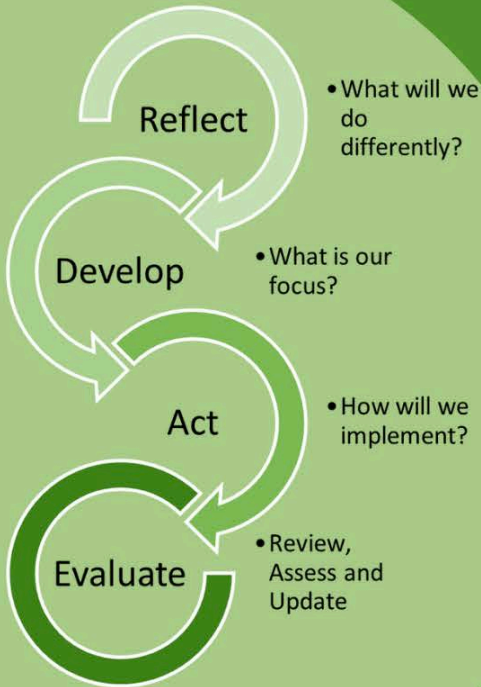 Reflect
• What will we
do
differently?
Develop
• What is our
focus?
Act
• How will we
implement?
Evaluate
• Review,
Assess and
Update